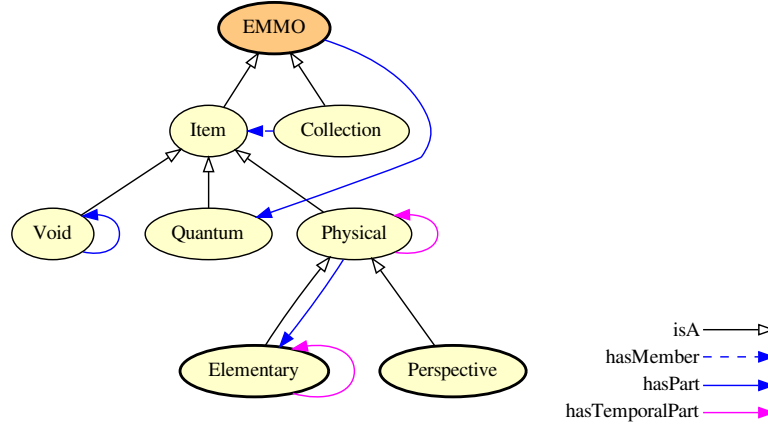 EMMO
Item
Collection
Void
Quantum
Physical
Elementary
Perspective
isA
hasMember
hasPart
hasTemporalPart